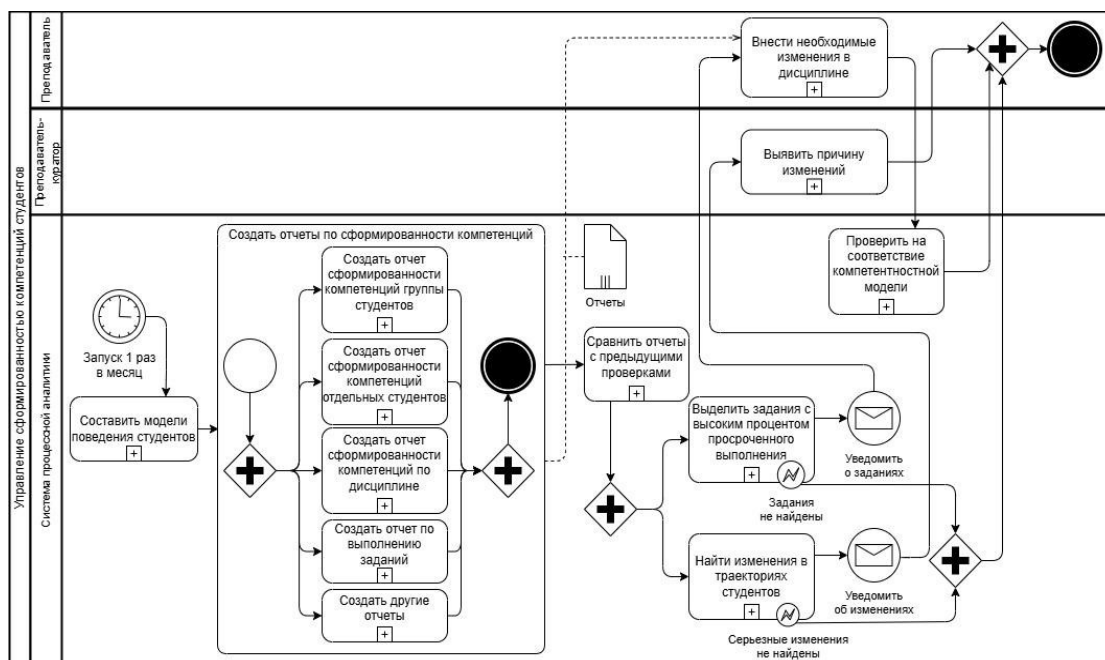 Управление сформированностью компетенций студентов
Преподаватель
Преподаватель-
куратор
Система процессной аналитики
Внести необходимые
изменения в
дисциплине
Выявить причину
изменений
Запуск 1 раз
в месяц
Составить модели
поведения студентов
Создать отчеты по сформированности компетенций
Создать отчет
сформированности
компетенций группы
студентов
Создать отчет
сформированности
компетенций
отдельных студентов
Создать отчет
сформированности
компетенций по
дисциплине
Создать отчет по
выполнению
заданий
Создать другие
отчеты
Отчеты
Сравнить отчеты
с предыдущими
проверками
Проверить на
соответствие
компетентностной
модели
Выделить задания с
высоким процентом
просроченного
выполнения
Уведомить
о заданиях
Задания
не найдены
Найти изменения в
траекториях
студентов
Уведомить
об изменениях
Серьезные изменения
не найдены